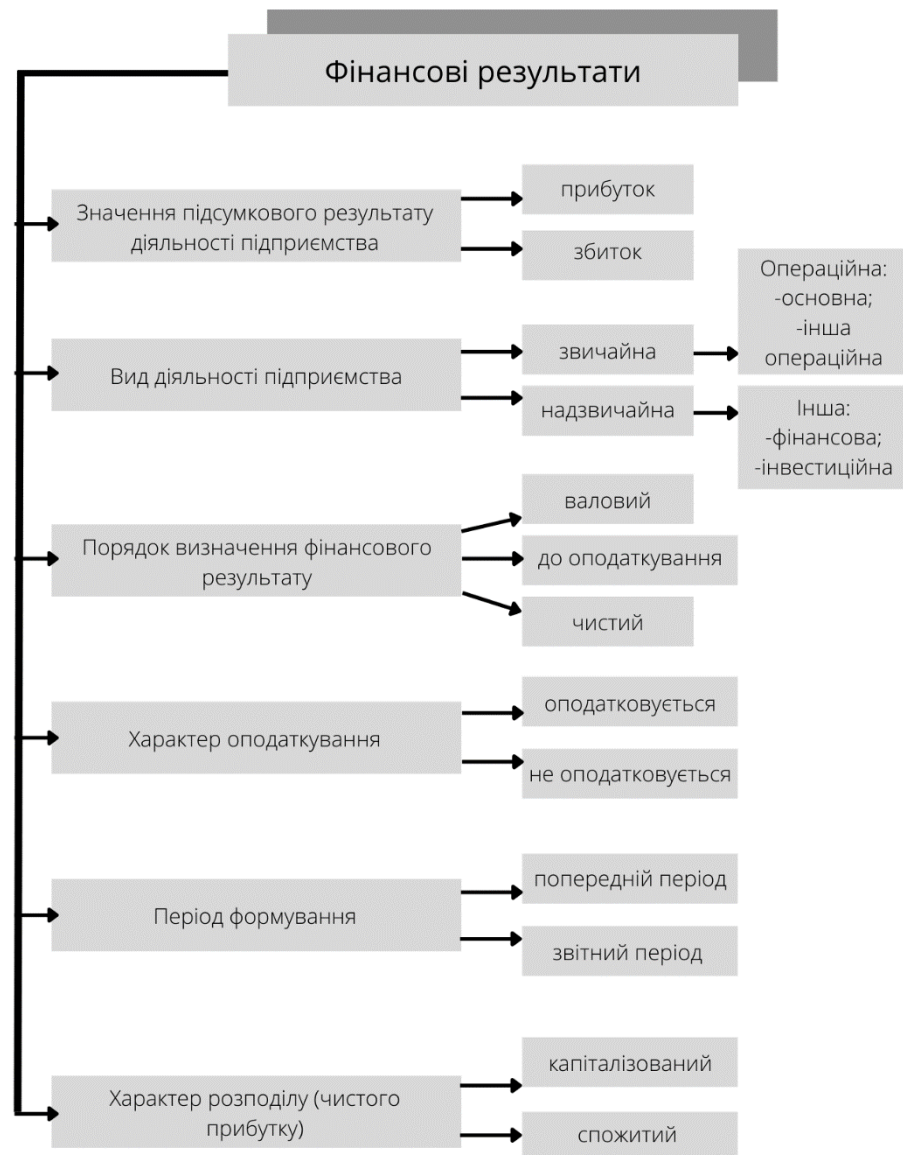 Фінансові результати
Значення підсумкового результату
діяльності підприємства
прибуток
збиток
Вид діяльності підприємства
звичайна
Операційна:
-основна;
-інша
операційна
надзвичайна
Інша:
-фінансова;
-інвестиційна
Порядок визначення фінансового
результату
валовий
до оподаткування
чистий
Характер оподаткування
оподатковується
не оподатковується
Період формування
попередній період
звітний період
Характер розподілу (чистого
прибутку)
капіталізований
спожитий